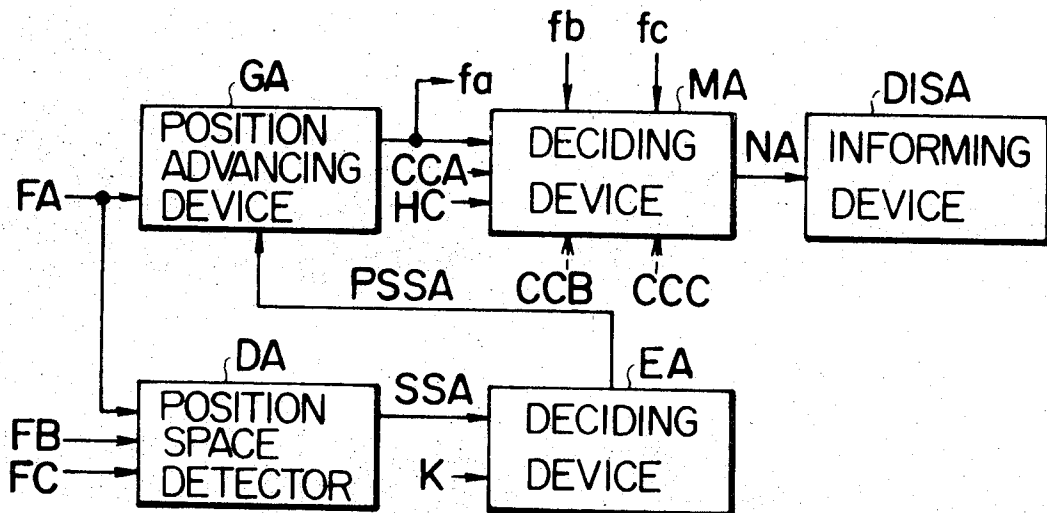 fb
fc
GA
fa
MA
DISA
POSITION
ADVANCING
DEVICE
FA
CCA
HC
DECIDING
DEVICE
NA
INFORMING
DEVICE
PSSA
CCB
CCC
DA
SSA
EA
POSITION
SPACE
DETECTOR
FB
FC
K
DECIDING
DEVICE